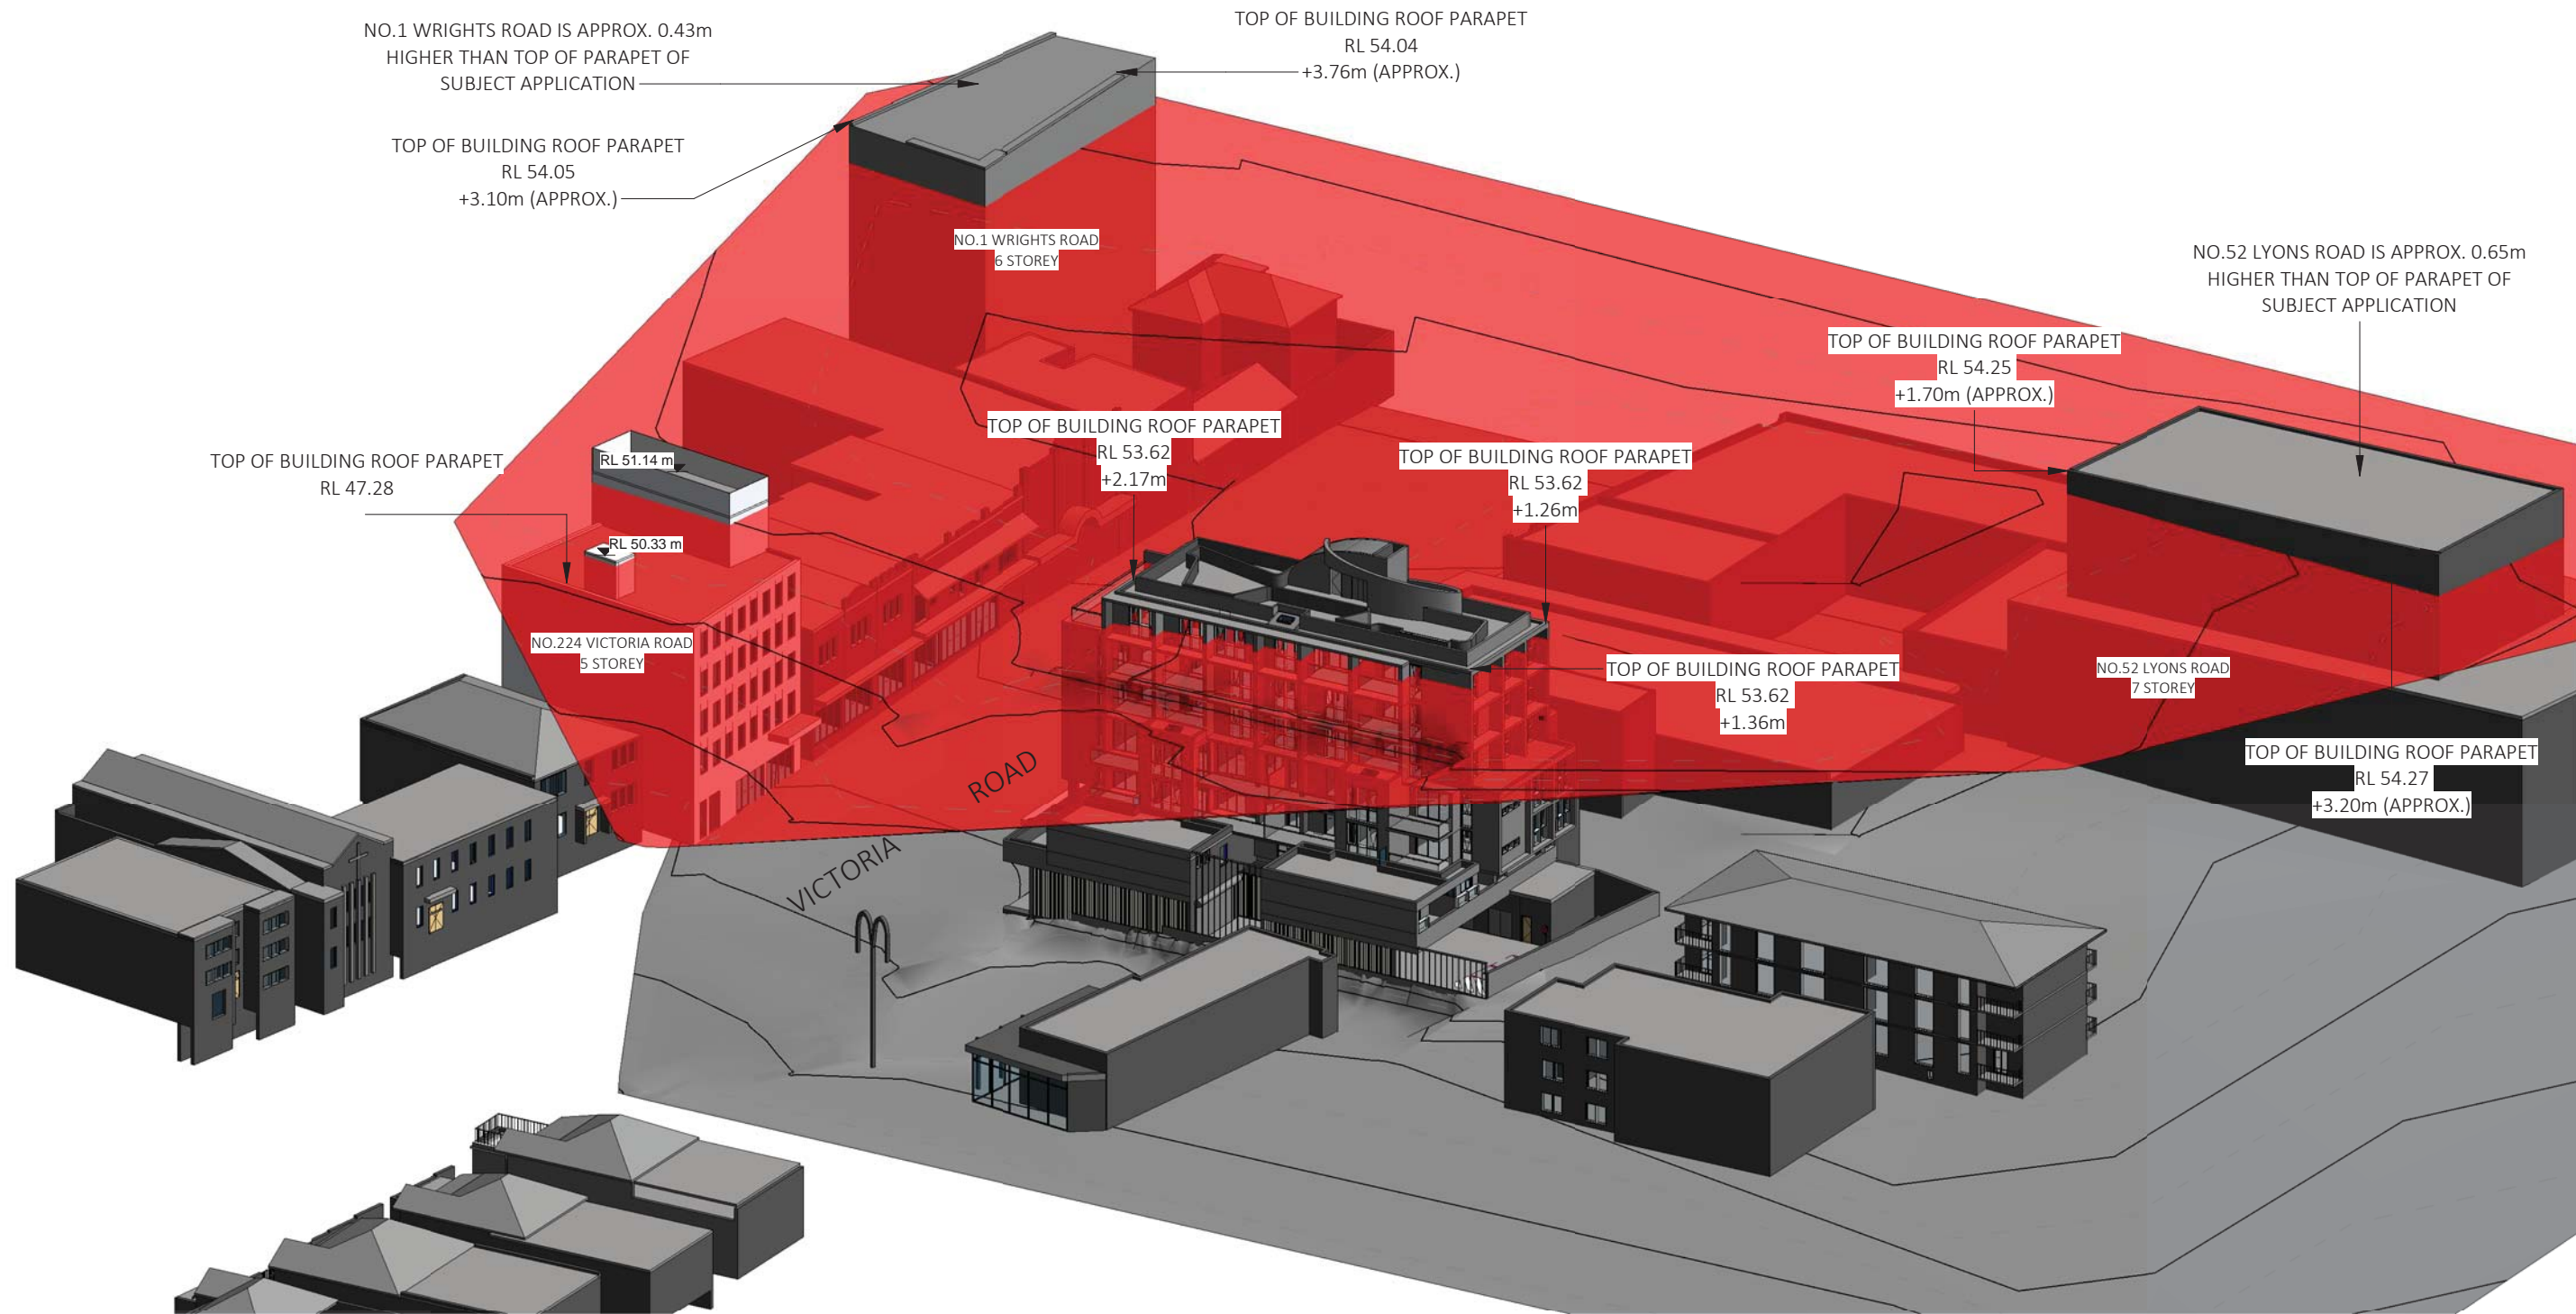 NO.1 WRIGHTS ROAD IS APPROX. 0.43m
HIGHER THAN TOP OF PARAPET OF
SUBJECT APPLICATION
TOP OF BUILDING ROOF PARAPET
RL 54.04
+3.76m (APPROX.)
TOP OF BUILDING ROOF PARAPET
RL 54.05
+3.10m (APPROX.)
NO.1 WRIGHTS ROAD
6 STOREY
NO.52 LYONS ROAD IS APPROX. 0.65m
HIGHER THAN TOP OF PARAPET OF
SUBJECT APPLICATION
TOP OF BUILDING ROOF PARAPET
RL 54.25
+1.70m (APPROX.)
TOP OF BUILDING ROOF PARAPET
RL 47.28
RL 51.14 m
RL 50.33 m
TOP OF BUILDING ROOF PARAPET
RL 53.62
+2.17m
TOP OF BUILDING ROOF PARAPET
RL 53.62
+1.26m
NO.224 VICTORIA ROAD
5 STOREY
TOP OF BUILDING ROOF PARAPET
RL 53.62
+1.36m
NO.52 LYONS ROAD
7 STOREY
TOP OF BUILDING ROOF PARAPET
RL 54.27
+3.20m (APPROX.)
VICTORIA ROAD